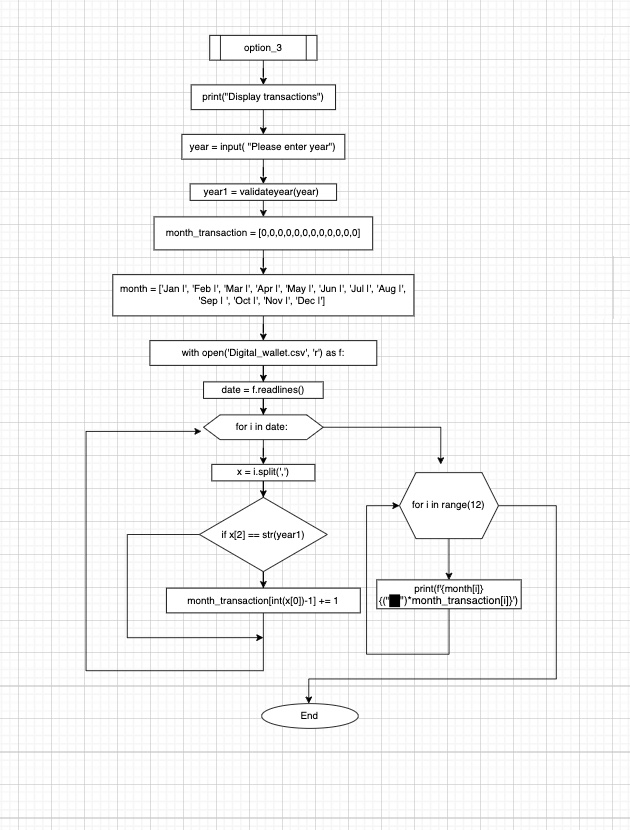 option_3
print("Display transactions")
year = input( "Please enter year")
year1 = validateyear(year)
month_transaction = [0,0,0,0,0,0,0,0,0,0,0,0]
month = ['Jan I', 'Feb I', 'Mar I', 'Apr I', 'May I', 'Jun I', 'Jul I', 'Aug I',
'Sep I ', 'Oct I', 'Nov I', 'Dec I']
with open('Digital_wallet.csv', 'r') as f:
date = f.readlines()
for i in date:
x = i.split(',')
if x[2] == str(year1)
month_transaction[int(x[0])-1] += 1
for i in range(12)
print(f'{month[i]}
{("█")*month_transaction[i]}')
End